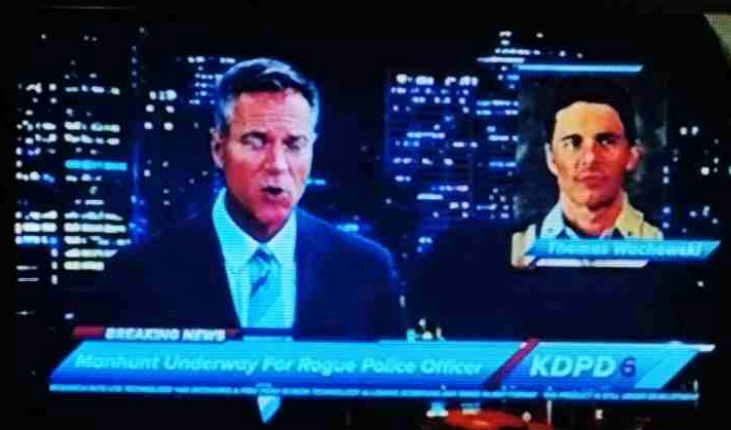 Thomas Wachowski
BREAKING NEWS
Manhunt Underway For Rogue Police Officer
KDPD 6